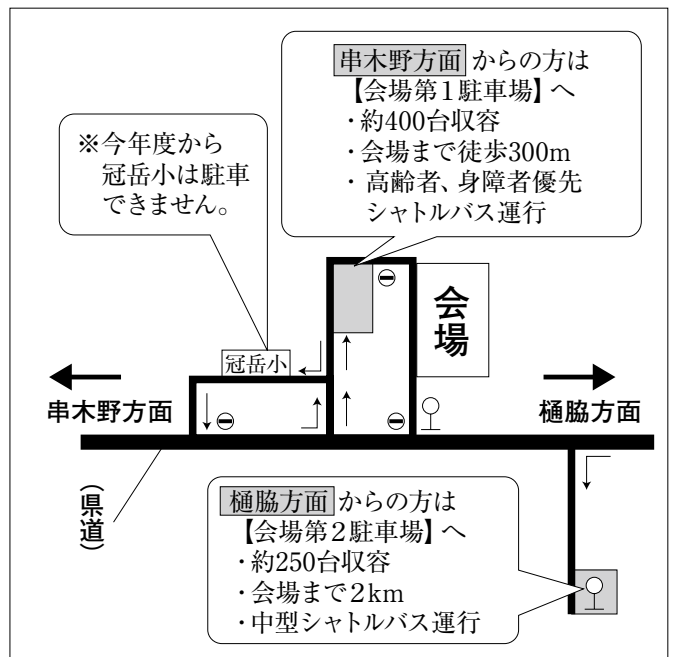 串木野方面 からの方は
【会場第1駐車場】へ
・約400台収容
・会場まで徒歩300m
・高齢者、身障者優先
シャトルバス運行
※今年度から
冠岳小は駐車
できません。
会場
冠岳小
串木野方面
樋脇方面
(県道)
樋脇方面 からの方は
【会場第2駐車場】へ
・約250台収容
・会場まで2km
・中型シャトルバス運行